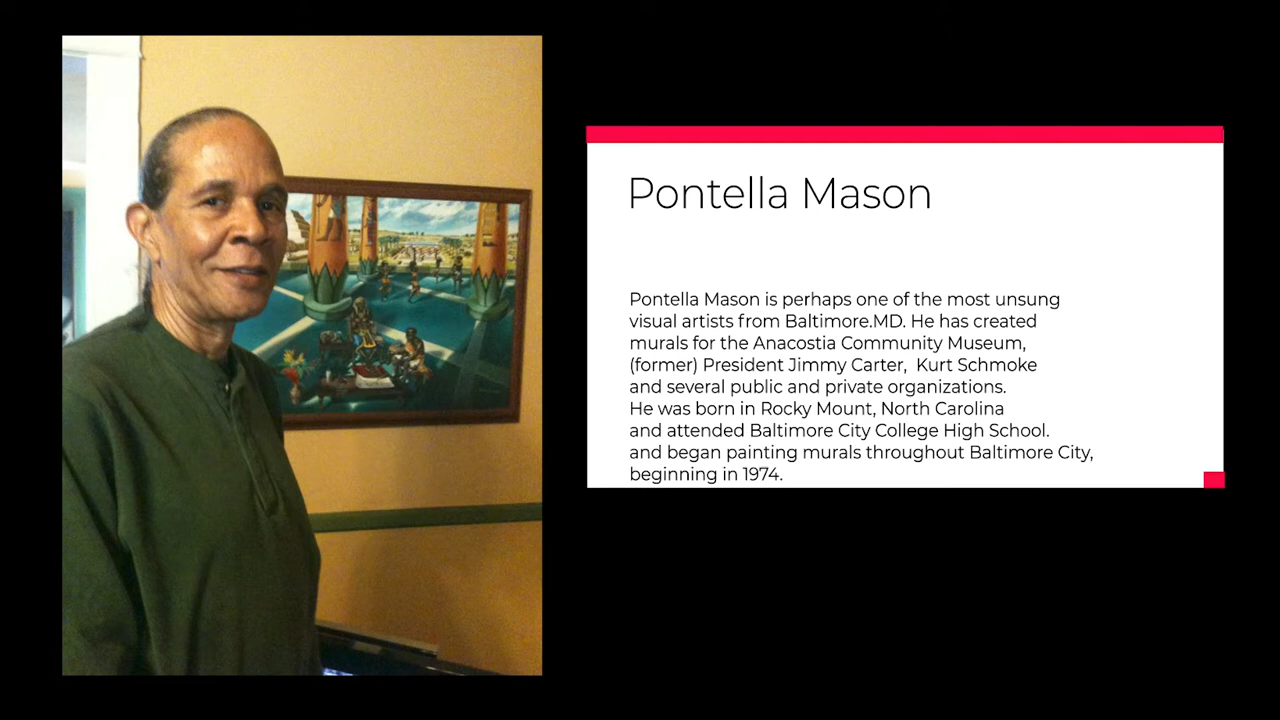 Pontella Mason
Pontella Mason is perhaps one of the most unsung
visual artists from Baltimore.MD. He has created
murals for the Anacostia Community Museum,
(former) President Jimmy Carter,  Kurt Schmoke
and several public and private organizations.
He was born in Rocky Mount, North Carolina
and attended Baltimore City College High School.
and began painting murals throughout Baltimore City,
beginning in 1974.